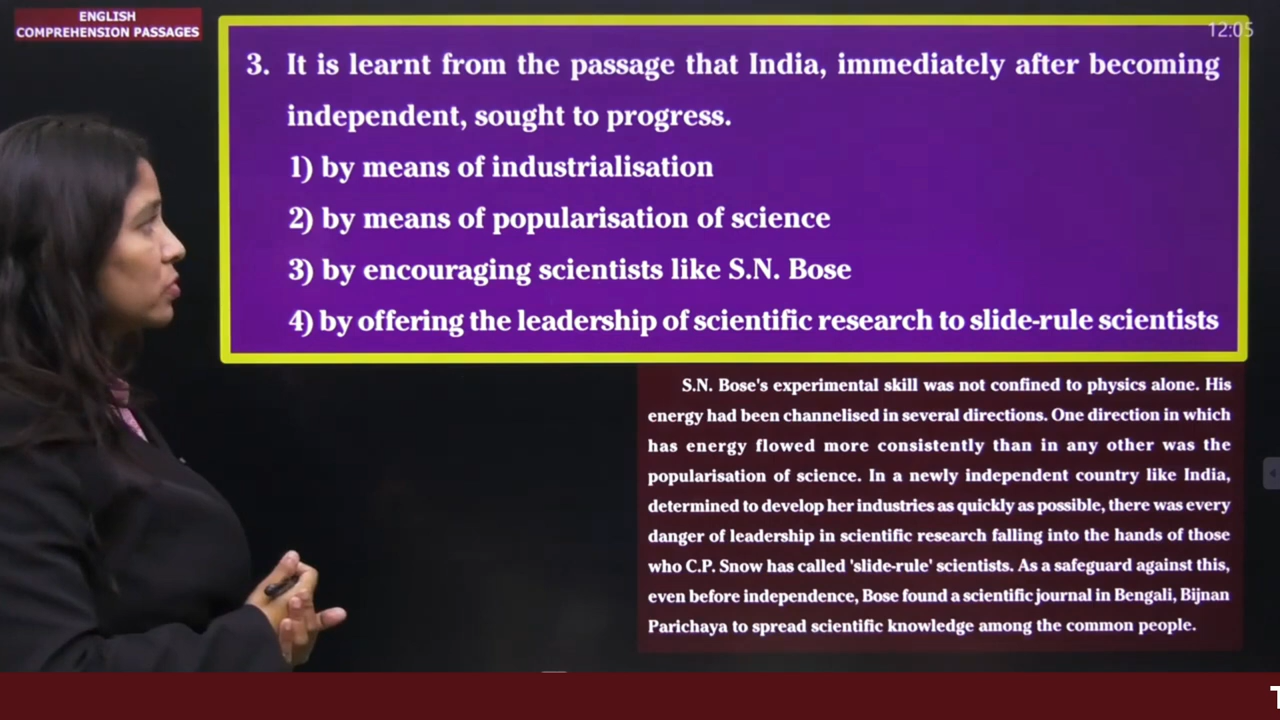 ENGLISH
COMPREHENSION PASSAGES
12:05
3. It is learnt from the passage that India, immediately after becoming
independent, sought to progress.
1) by means of industrialisation
2) by means of popularisation of science
3) by encouraging scientists like S.N. Bose
4) by offering the leadership of scientific research to slide-rule scientists
S.N. Bose's experimental skill was not confined to physics alone. His
energy had been channelised in several directions. One direction in which
has energy flowed more consistently than in any other was the
popularisation of science. In a newly independent country like India,
determined to develop her industries as quickly as possible, there was every
danger of leadership in scientific research falling into the hands of those
who C.P. Snow has called 'slide-rule' scientists. As a safeguard against this,
even before independence, Bose found a scientific journal in Bengali, Bijnan
Parichaya to spread scientific knowledge among the common people.